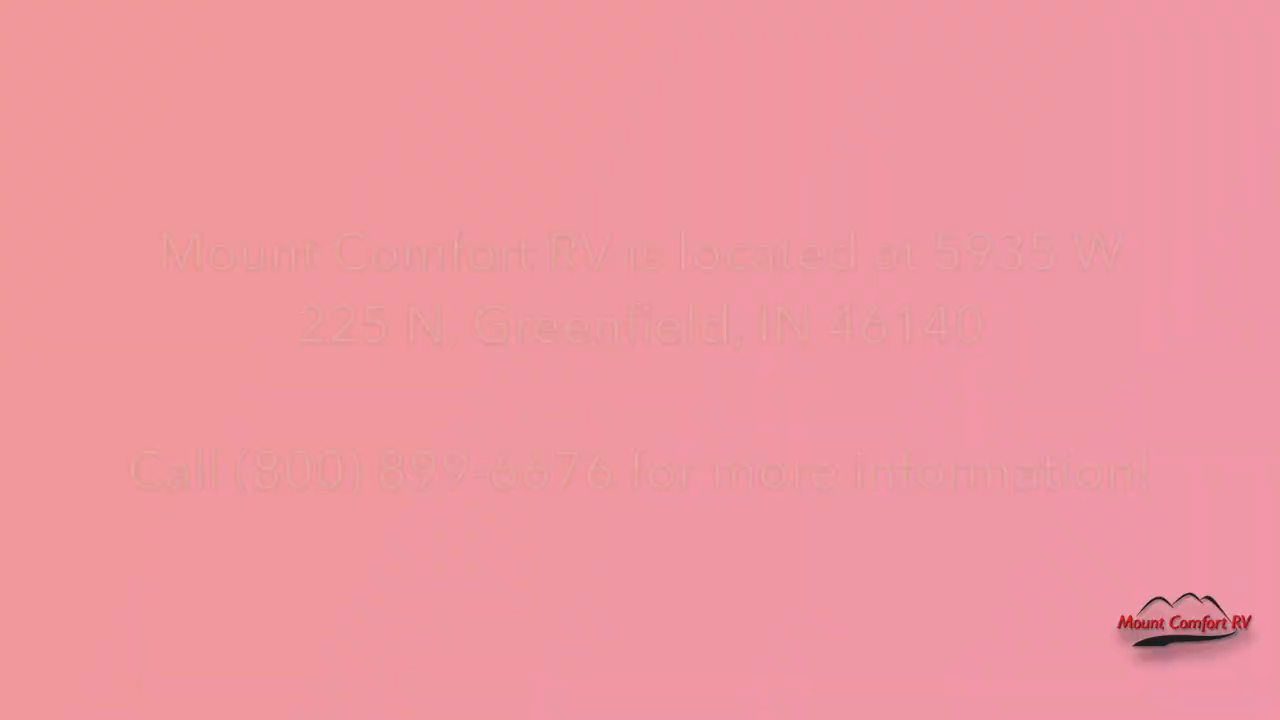 Mount Comfort RV is located at 5935 W
225 N, Greenfield, IN 46140
Call (800) 899-6676 for more information!
Mount Comfort RV